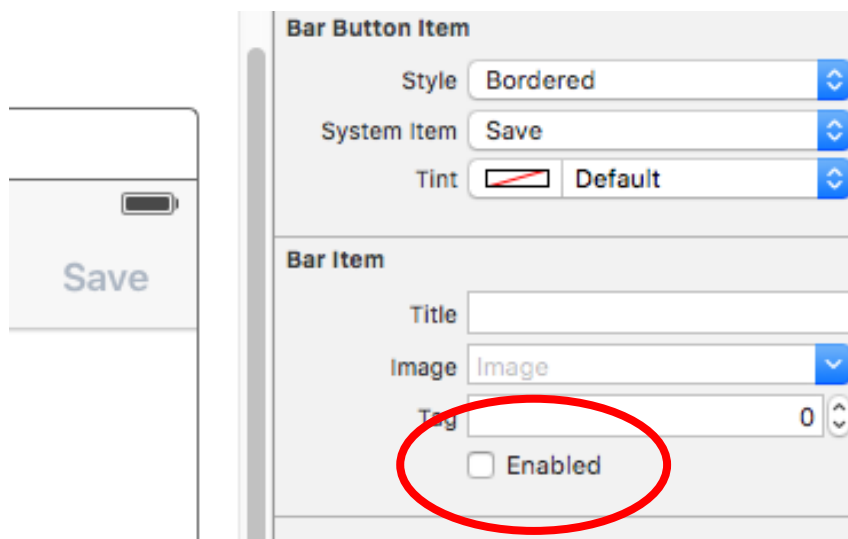 Bar Button Item
Style Bordered
System Item Save
Tint Default
Save
Bar Item
Title
Image Image
Tag 0
Enabled